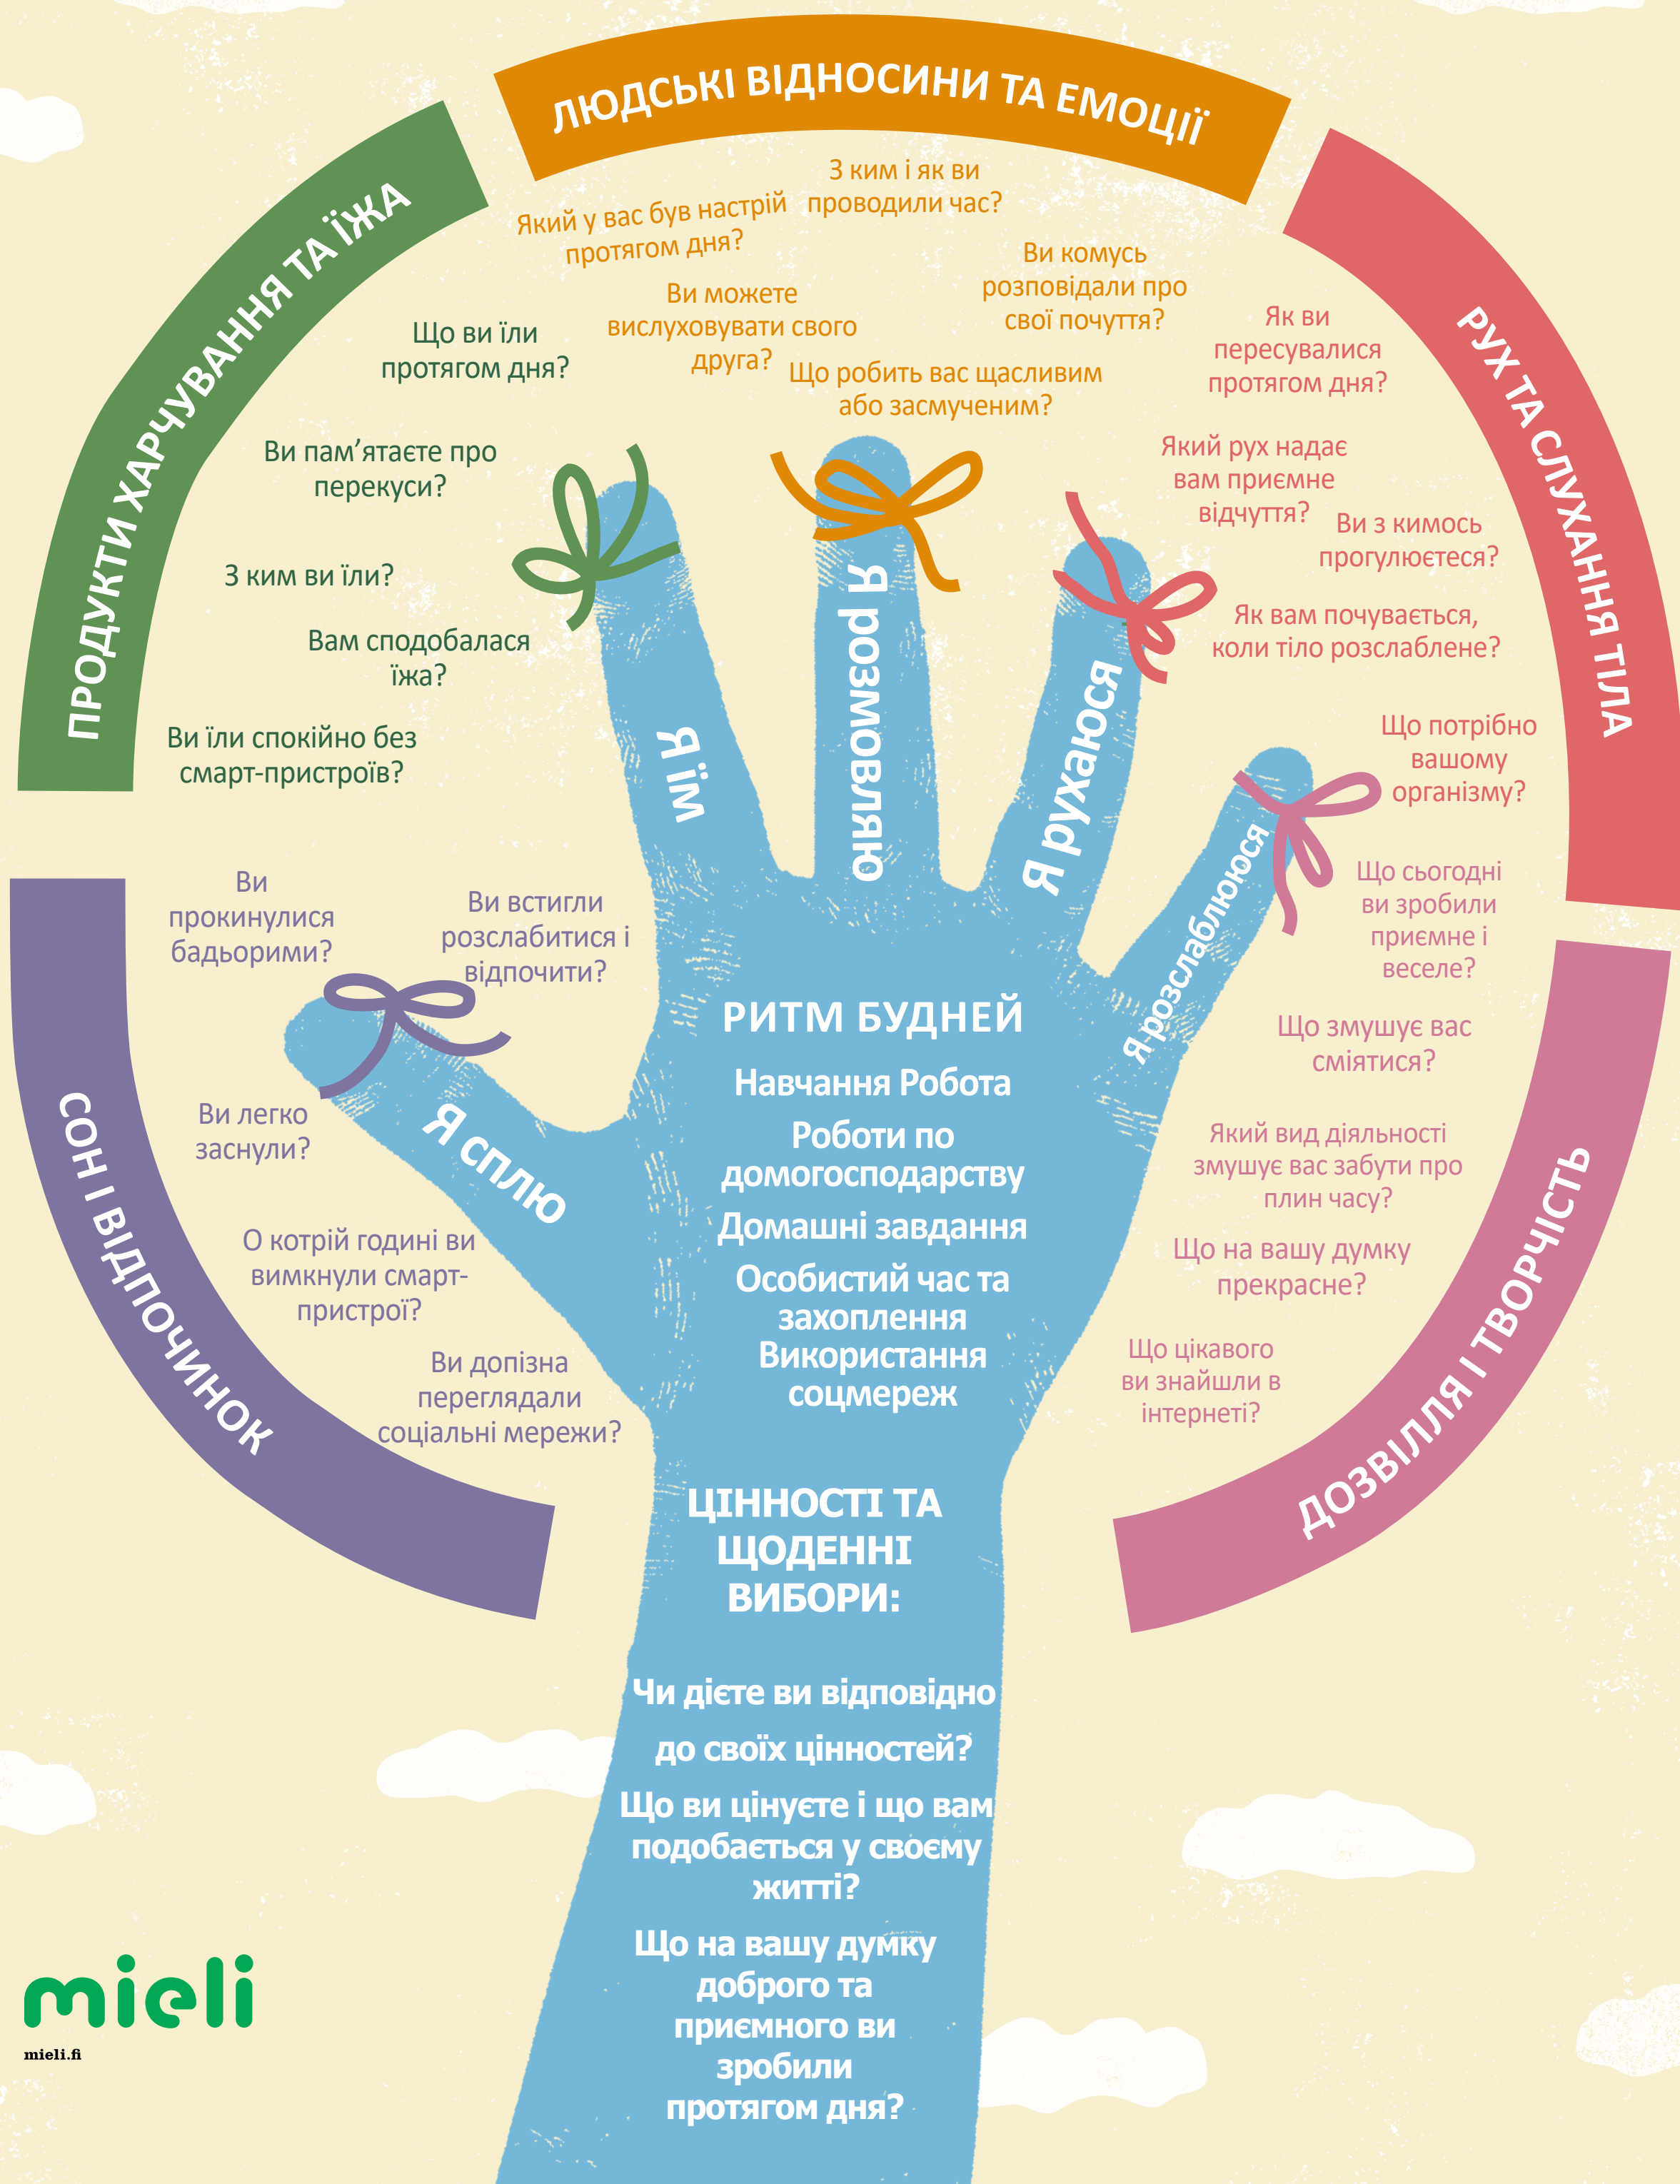 ЛЮДСЬКІ ВІДНОСИНИ ТА ЕМОЦІЇ
Який у вас був настрій
протягом дня?
З ким і як ви
проводили час?
Ви можете
вислуховувати свого
друга?
Ви комусь
розповідали про
свої почуття?
Що робить вас щасливим
або засмученим?
ПРОДУКТИ ХАРЧУВАННЯ ТА ЇЖА
Що ви їли
протягом дня?
Ви пам’ятаєте про
перекуси?
З ким ви їли?
Вам сподобалася
їжа?
Ви їли спокійно без
смарт-пристроїв?
РУХ ТА СЛУХАННЯ ТІЛА
Як ви
пересувалися
протягом дня?
Який рух надає
вам приємне
відчуття?
Ви з кимось
прогулюєтеся?
Як вам почувається,
коли тіло розслаблене?
Що потрібно
вашому
організму?
Я їм
Я розмовляю
Я рухаюся
Я розслаблююся
Я сплю
СОН І ВІДПОЧИНОК
Ви
прокинулися
бадьорими?
Ви встигли
розслабитися і
відпочити?
Ви легко
заснули?
О котрій годині ви
вимкнули смарт-
пристрої?
Ви допізна
переглядали
соціальні мережи?
ДОЗВІЛЛЯ І ТВОРЧІСТЬ
Що сьогодні
ви зробили
приємне і
веселе?
Що змушує вас
сміятися?
Який вид діяльності
змушує вас забути про
плин часу?
Що на вашу думку
прекрасне?
Що цікавого
ви знайшли в
інтернеті?
РИТМ БУДНЕЙ
Навчання Робота
Роботи по
домогосподарству
Домашні завдання
Особистий час та
захоплення
Використання
соцмереж
ЦІННОСТІ ТА
ЩОДЕННІ
ВИБОРИ:
Чи дієте ви відповідно
до своїх цінностей?
Що ви цінуєте і що вам
подобається у своєму
житті?
Що на вашу думку
доброго та
приємного ви
зробили
протягом дня?
mieli
mieli.fi